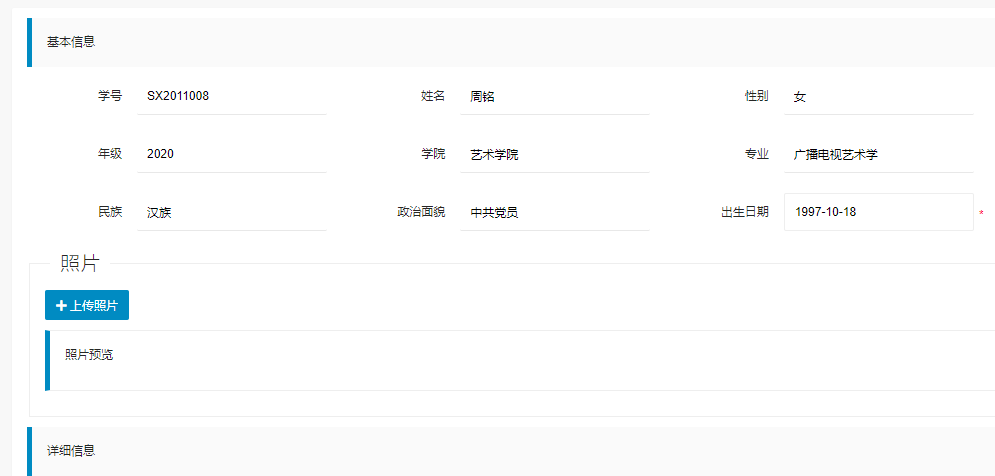 基本信息
学号 SX2011008 姓名 周铭 性别 女
年级 2020 学院 艺术学院 专业 广播电视艺术学
民族 汉族 政治面貌 中共党员 出生日期 1997-10-18 *
照片
+ 上传照片
照片预览
详细信息